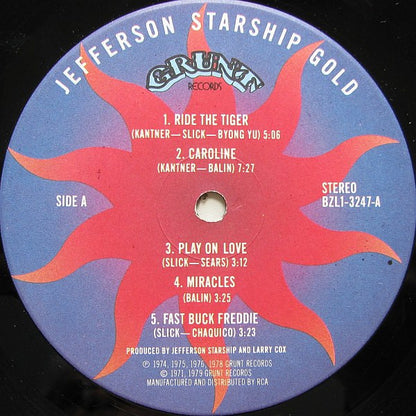 JEFFERSON STARSHIP GOLD
GRUNT
RECORDS
1. RIDE THE TIGER
(KANTNER—SLICK—BYONG YU) 5:06
2. CAROLINE
(KANTNER—BALIN) 7:27
SIDE A
STEREO
BZL1-3247-A
3. PLAY ON LOVE
(SLICK—SEARS) 3:12
4. MIRACLES
(BALIN) 3:25
5. FAST BUCK FREDDIE
(SLICK—CHAQUICO) 3:23
PRODUCED BY JEFFERSON STARSHIP AND LARRY COX
℗ 1974, 1975, 1976, 1978 GRUNT RECORDS
© 1971, 1979 GRUNT RECORDS
MANUFACTURED AND DISTRIBUTED BY RCA